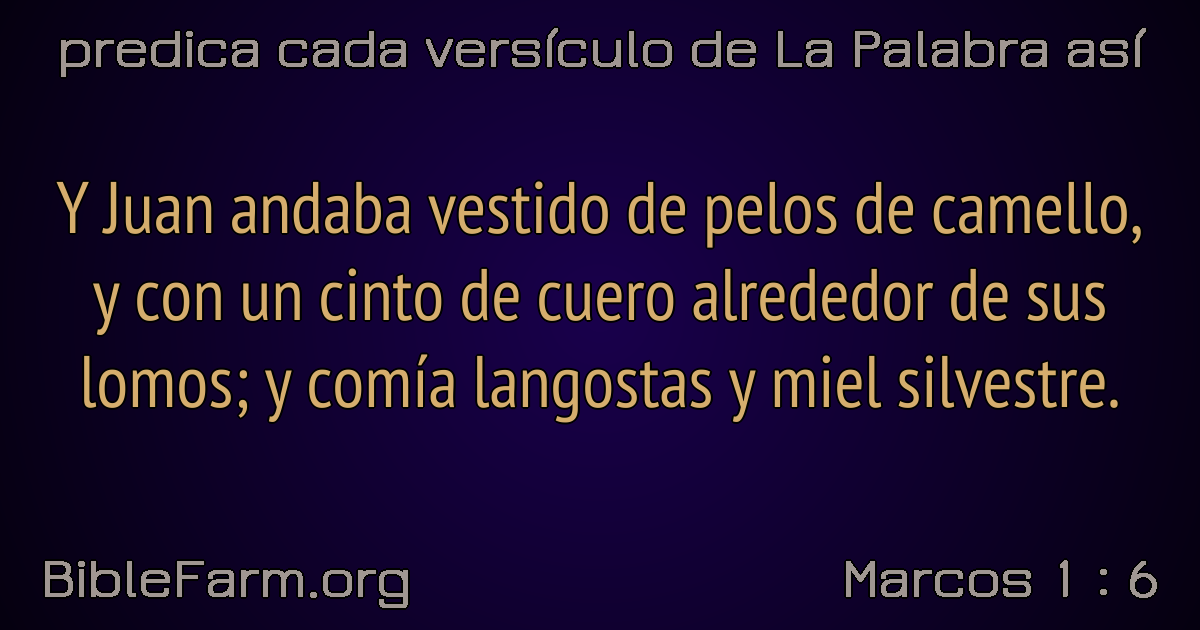 predica cada versículo de La Palabra así
Y Juan andaba vestido de pelos de camello,
y con un cinto de cuero alrededor de sus
lomos; y comía langostas y miel silvestre.
BibleFarm.org
Marcos 1 : 6